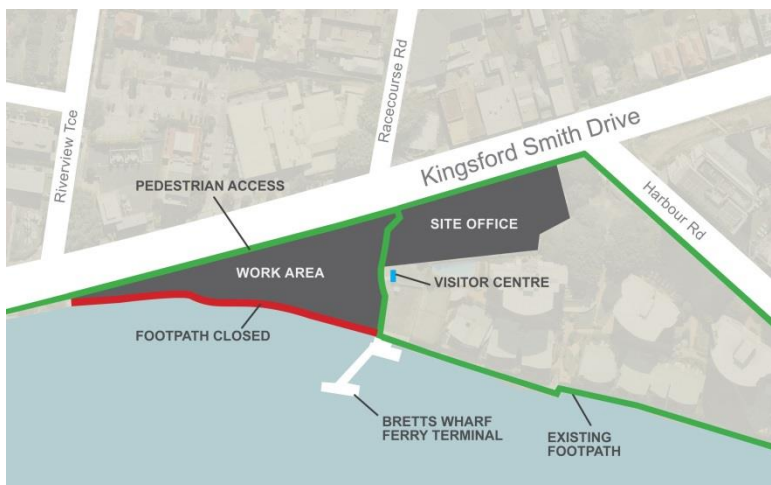 Riverview Tce
Racecourse Rd
Kingsford Smith Drive
Harbour Rd
PEDESTRIAN ACCESS
SITE OFFICE
WORK AREA
VISITOR CENTRE
FOOTPATH CLOSED
BRETTS WHARF
FERRY TERMINAL
EXISTING
FOOTPATH